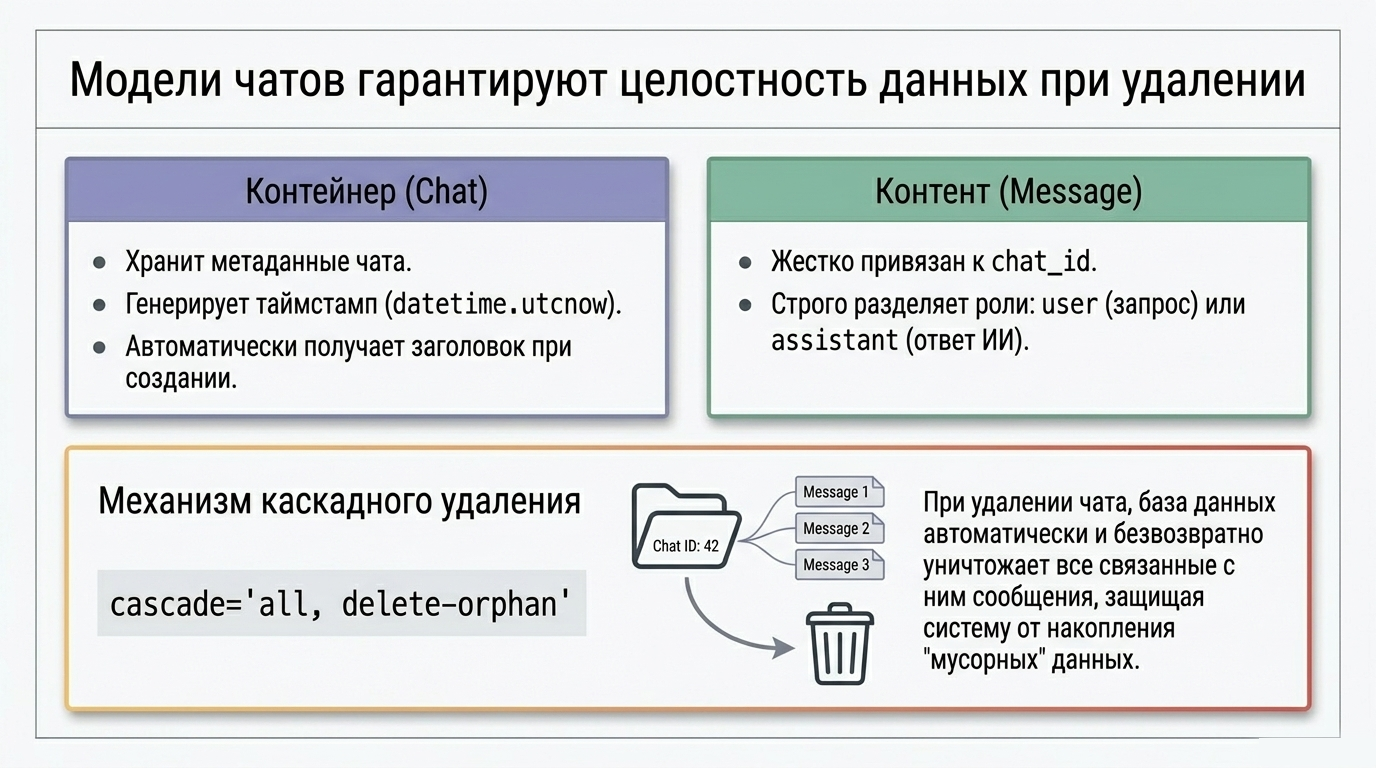 Модели чатов гарантируют целостность данных при удалении
Контейнер (Chat)
Хранит метаданные чата.
Генерирует таймстамп (datetime.utcnow).
Автоматически получает заголовок при
создании.
Контент (Message)
Жестко привязан к chat_id.
Строго разделяет роли: user (запрос) или
assistant (ответ ИИ).
Механизм каскадного удаления
cascade='all, delete-orphan'
Chat ID: 42
Message 1
Message 2
Message 3
При удалении чата, база данных
автоматически и безвозвратно
уничтожает все связанные с
ним сообщения, защищая
систему от накопления
"мусорных" данных.